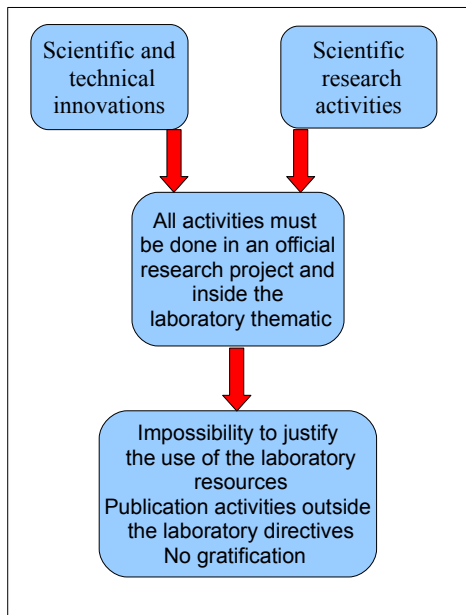 Scientific and
technical
innovations
Scientific
research
activities
All activities must
be done in an official
research project and
inside the
laboratory thematic
Impossibility to justify
the use of the laboratory
resources
Publication activities outside
the laboratory directives
No gratification